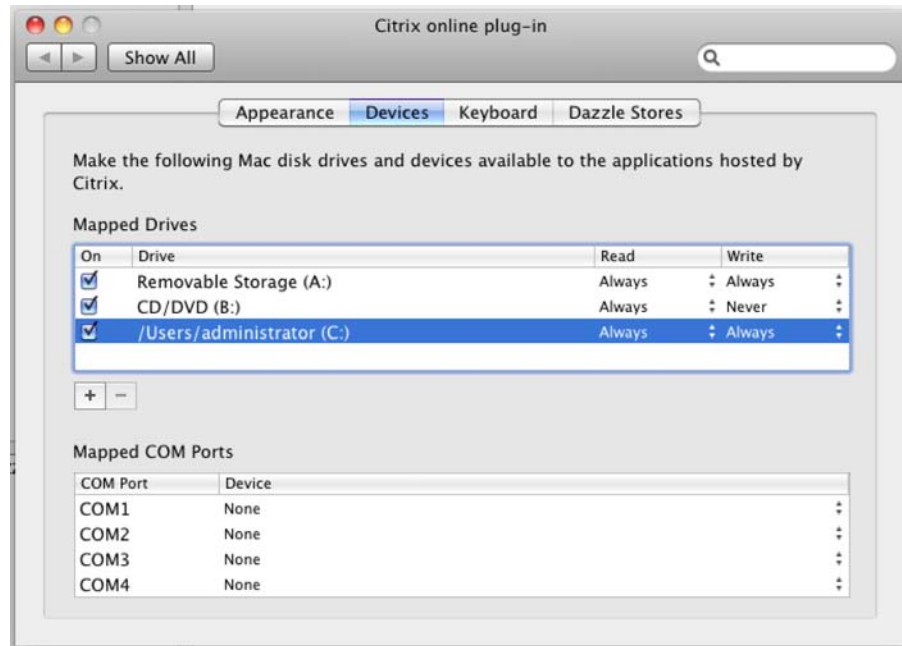 Citrix online plug-in
Show All
Appearance Devices Keyboard Dazzle Stores
Make the following Mac disk drives and devices available to the applications hosted by
Citrix.
Mapped Drives
On Drive Read Write
Removable Storage (A:) Always Always
CD/DVD (B:) Always Never
/Users/administrator (C:) Always Always
Mapped COM Ports
COM Port Device
COM1 None
COM2 None
COM3 None
COM4 None